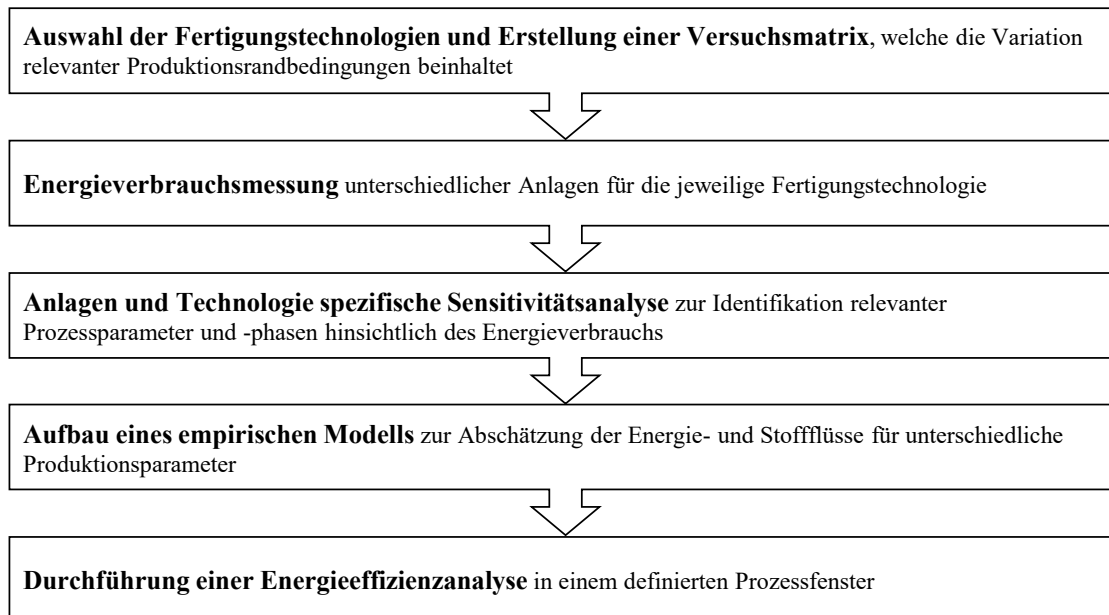 Auswahl der Fertigungstechnologien und Erstellung einer Versuchsmatrix, welche die Variation
relevanter Produktionsrandbedingungen beinhaltet
Energieverbrauchsmessung unterschiedlicher Anlagen für die jeweilige Fertigungstechnologie
Anlagen und Technologie spezifische Sensitivitätsanalyse zur Identifikation relevanter
Prozessparameter und -phasen hinsichtlich des Energieverbrauchs
Aufbau eines empirischen Modells zur Abschätzung der Energie- und Stoffflüsse für unterschiedliche
Produktionsparameter
Durchführung einer Energieeffizienzanalyse in einem definierten Prozessfenster